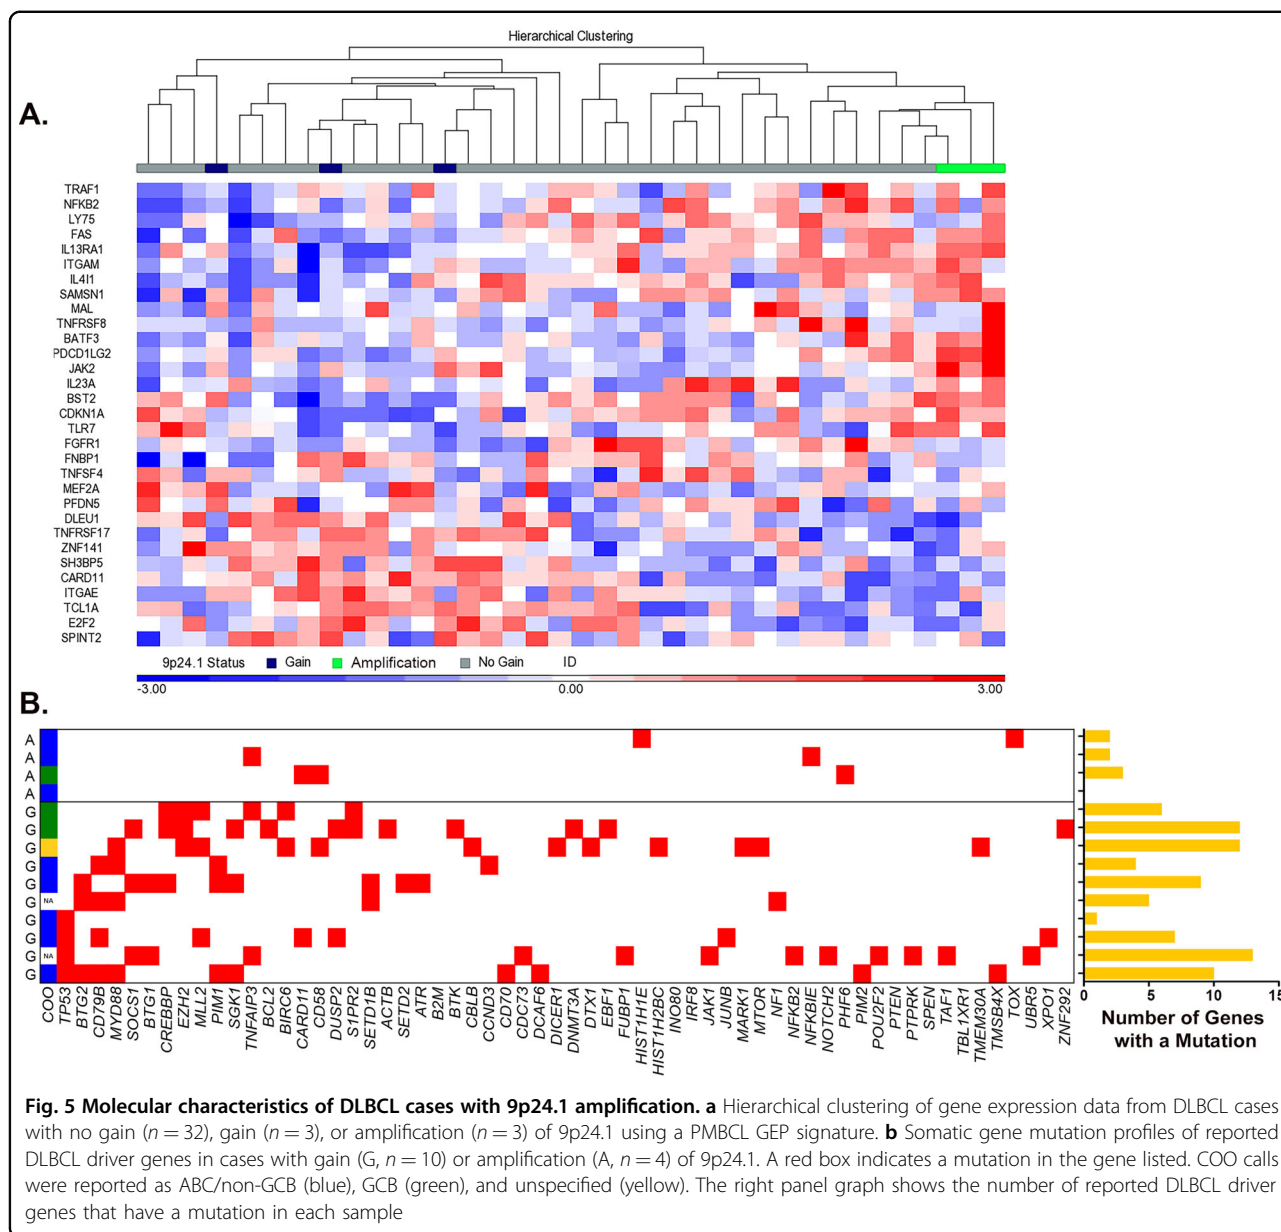 Hierarchical Clustering
A.
TRAF1
NFKB2
LY75
FAS
IL13RA1
ITGAM
IL4I1
SAMSN1
MAL
TNFRSF8
BATF3
PDCD1LG2
JAK2
IL23A
BST2
CDKN1A
TLR7
FGFR1
FNBP1
TNFSF4
MEF2A
PFDN5
DLEU1
TNFRSF17
ZNF141
SH3BP5
CARD11
ITGAE
TCL1A
E2F2
SPINT2
9p24.1 Status Gain Amplification No Gain ID
-3.00 0.00 3.00
B.
A
A
A
A
G
G
G
G
G
G NA
G
G
G NA
G
COO
TP53
BTG2
CD79B
MYD88
SOCS1
BTG1
CREBBP
EZH2
MLL2
PIM1
SGK1
TNFAIP3
BCL2
BIRC6
CARD11
CD58
DUSP2
S1PR2
SETD1B
ACTB
SETD2
ATR
B2M
BTK
CBLB
CCND3
CD70
CDC73
DCAF6
DICER1
DNMT3A
DTX1
EBF1
FUBP1
HIST1H1E
HIST1H2BC
INO80
IRF8
JAK1
JUNB
MARK1
MTOR
NF1
NFKB2
NFKBIE
NOTCH2
PHF6
PIM2
POU2F2
PTEN
PTPRK
SPEN
TAF1
TBL1XR1
TMEM30A
TMSB4X
TOX
UBR5
XPO1
ZNF292
0 5 10 15
Number of Genes
with a Mutation
Fig. 5 Molecular characteristics of DLBCL cases with 9p24.1 amplification. a Hierarchical clustering of gene expression data from DLBCL cases
with no gain (n = 32), gain (n = 3), or amplification (n = 3) of 9p24.1 using a PMBCL GEP signature. b Somatic gene mutation profiles of reported
DLBCL driver genes in cases with gain (G, n = 10) or amplification (A, n = 4) of 9p24.1. A red box indicates a mutation in the gene listed. COO calls
were reported as ABC/non-GCB (blue), GCB (green), and unspecified (yellow). The right panel graph shows the number of reported DLBCL driver
genes that have a mutation in each sample